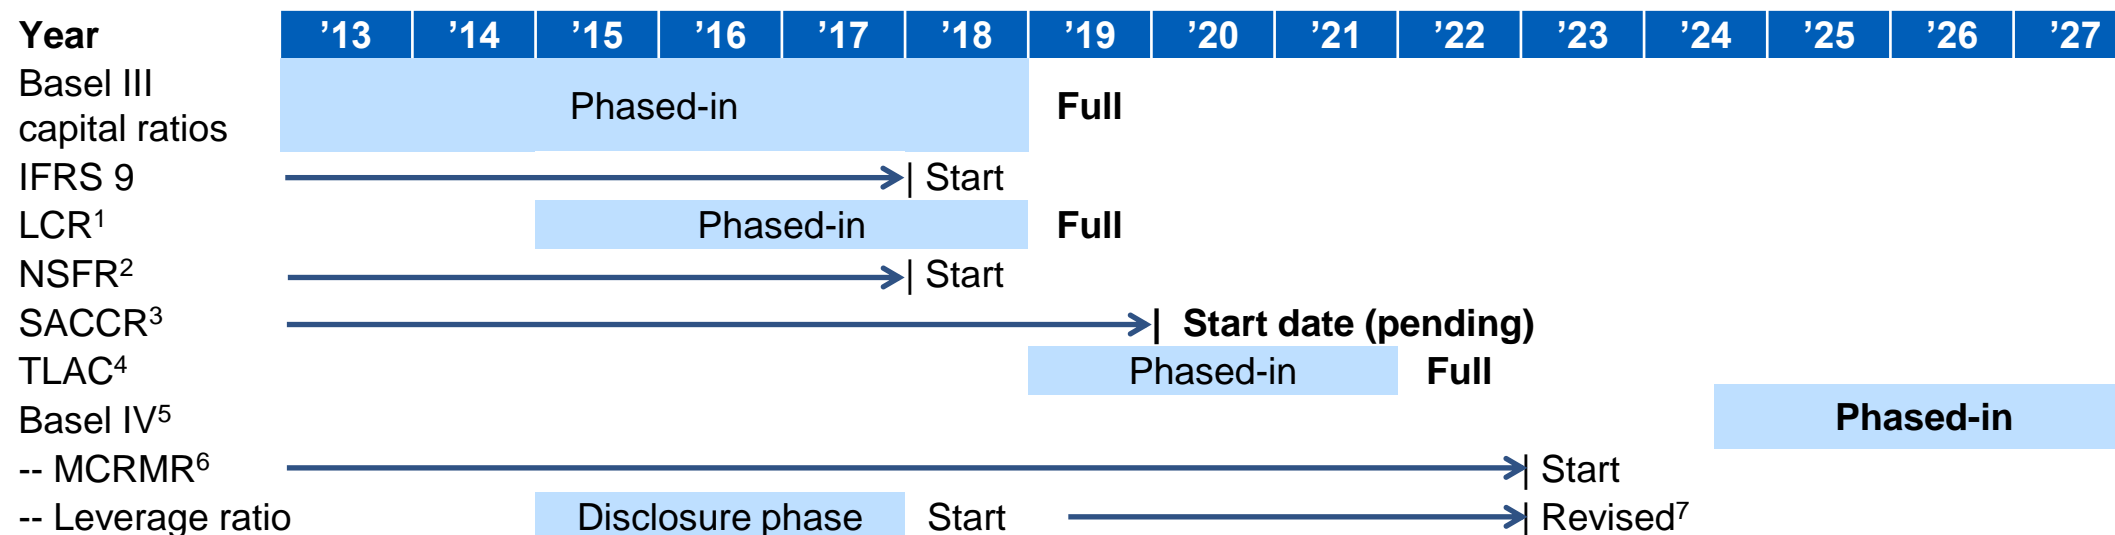 Year ’13 ’14 ’15 ’16 ’17 ’18 ’19 ’20 ’21 ’22 ’23 ’24 ’25 ’26 ’27
Basel III
capital ratios Phased-in Full
IFRS 9 | Start
LCR1 Phased-in Full
NSFR2 | Start
SACCR3 | Start date (pending)
TLAC4 Phased-in Full
Basel IV5 Phased-in
-- MCRMR6 | Start
-- Leverage ratio Disclosure phase Start | Revised7